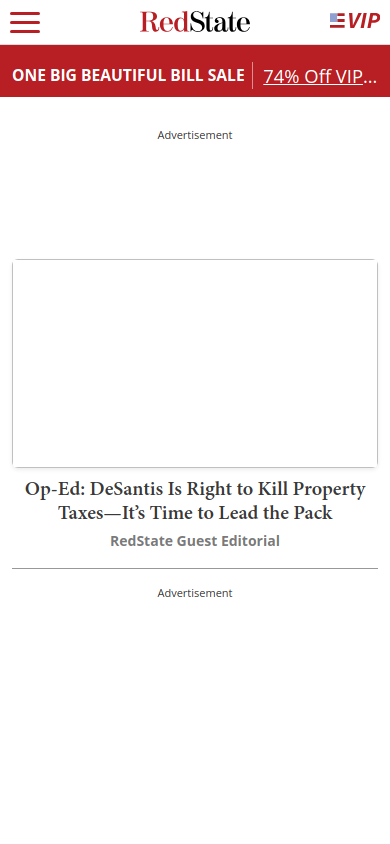 RedState
VIP
ONE BIG BEAUTIFUL BILL SALE
74% Off VIP...
Advertisement
Op-Ed: DeSantis Is Right to Kill Property
Taxes—It’s Time to Lead the Pack
RedState Guest Editorial
Advertisement